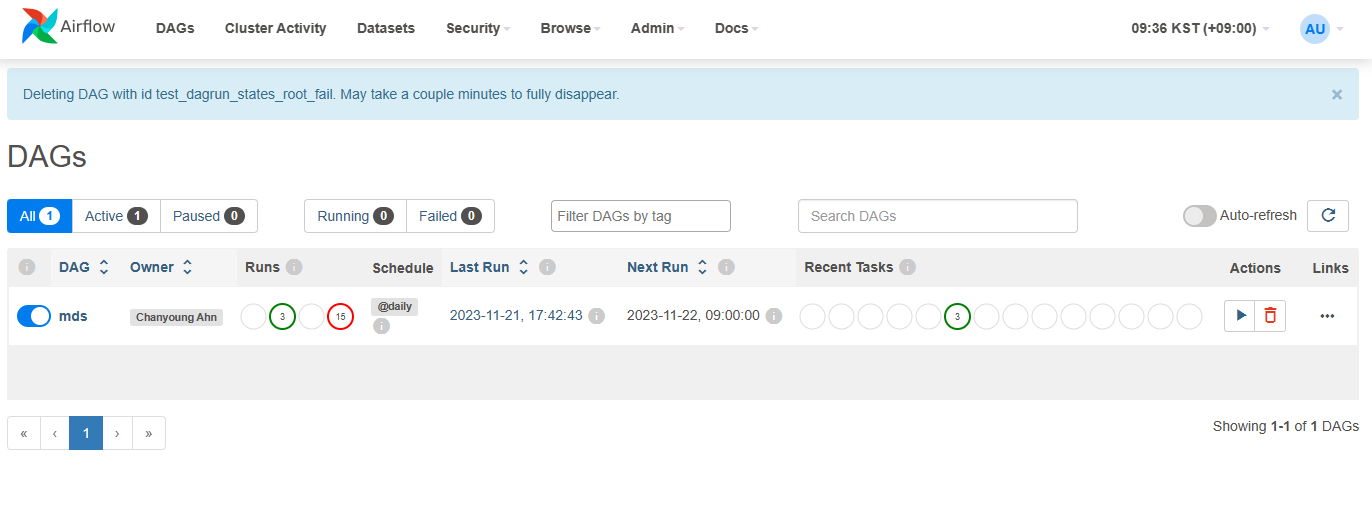 Airflow DAGs Cluster Activity Datasets Security Browse Admin Docs 09:36 KST (+09:00) AU
Deleting DAG with id test_dagrun_states_root_fail. May take a couple minutes to fully disappear. ×
DAGs
All 1 Active 1 Paused 0 Running 0 Failed 0 Filter DAGs by tag Search DAGs Auto-refresh
i DAG Owner Runs i Schedule Last Run i Next Run i Recent Tasks i Actions Links
mds Chanyoung Ahn 3 15 @daily i 2023-11-21, 17:42:43 i 2023-11-22, 09:00:00 i 3 ···
« ‹ 1 › » Showing 1-1 of 1 DAGs